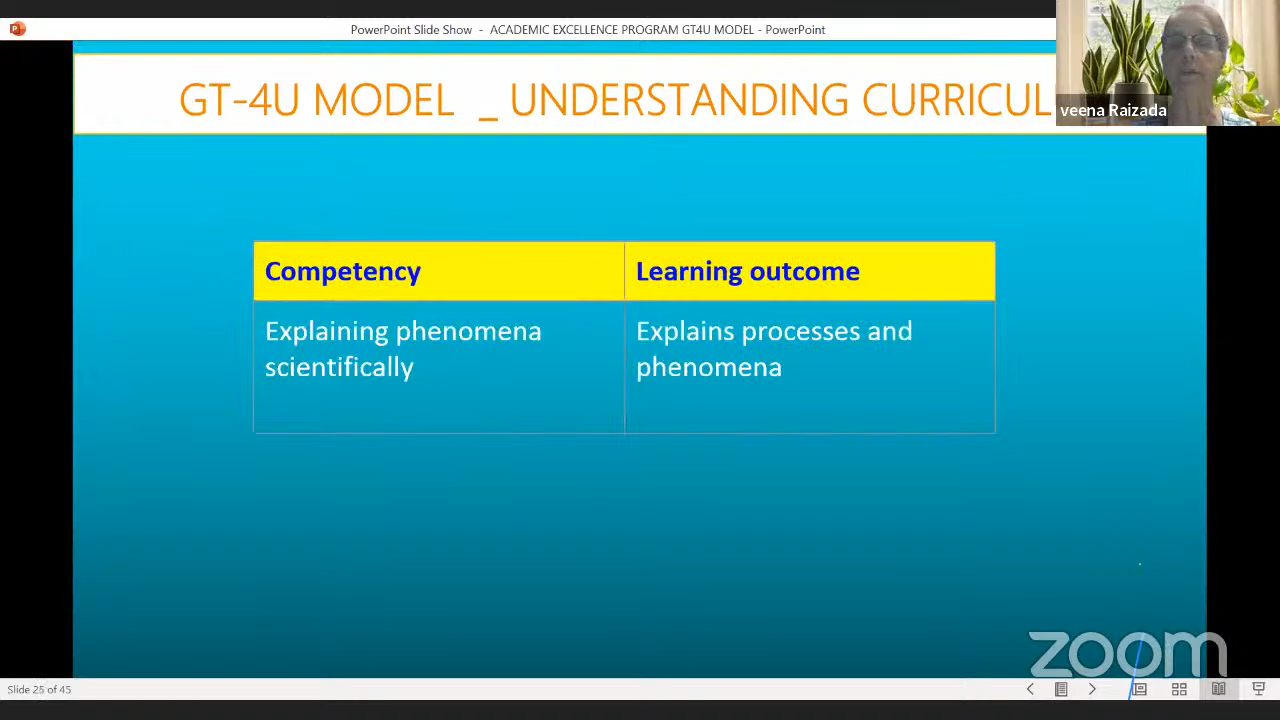 PowerPoint Slide Show - ACADEMIC EXCELLENCE PROGRAM GT4U MODEL - PowerPoint
GT-4U MODEL _ UNDERSTANDING CURRICUL
veena Raizada
Competency
Learning outcome
Explaining phenomena
scientifically
Explains processes and
phenomena
zoom
Slide 25 of 45